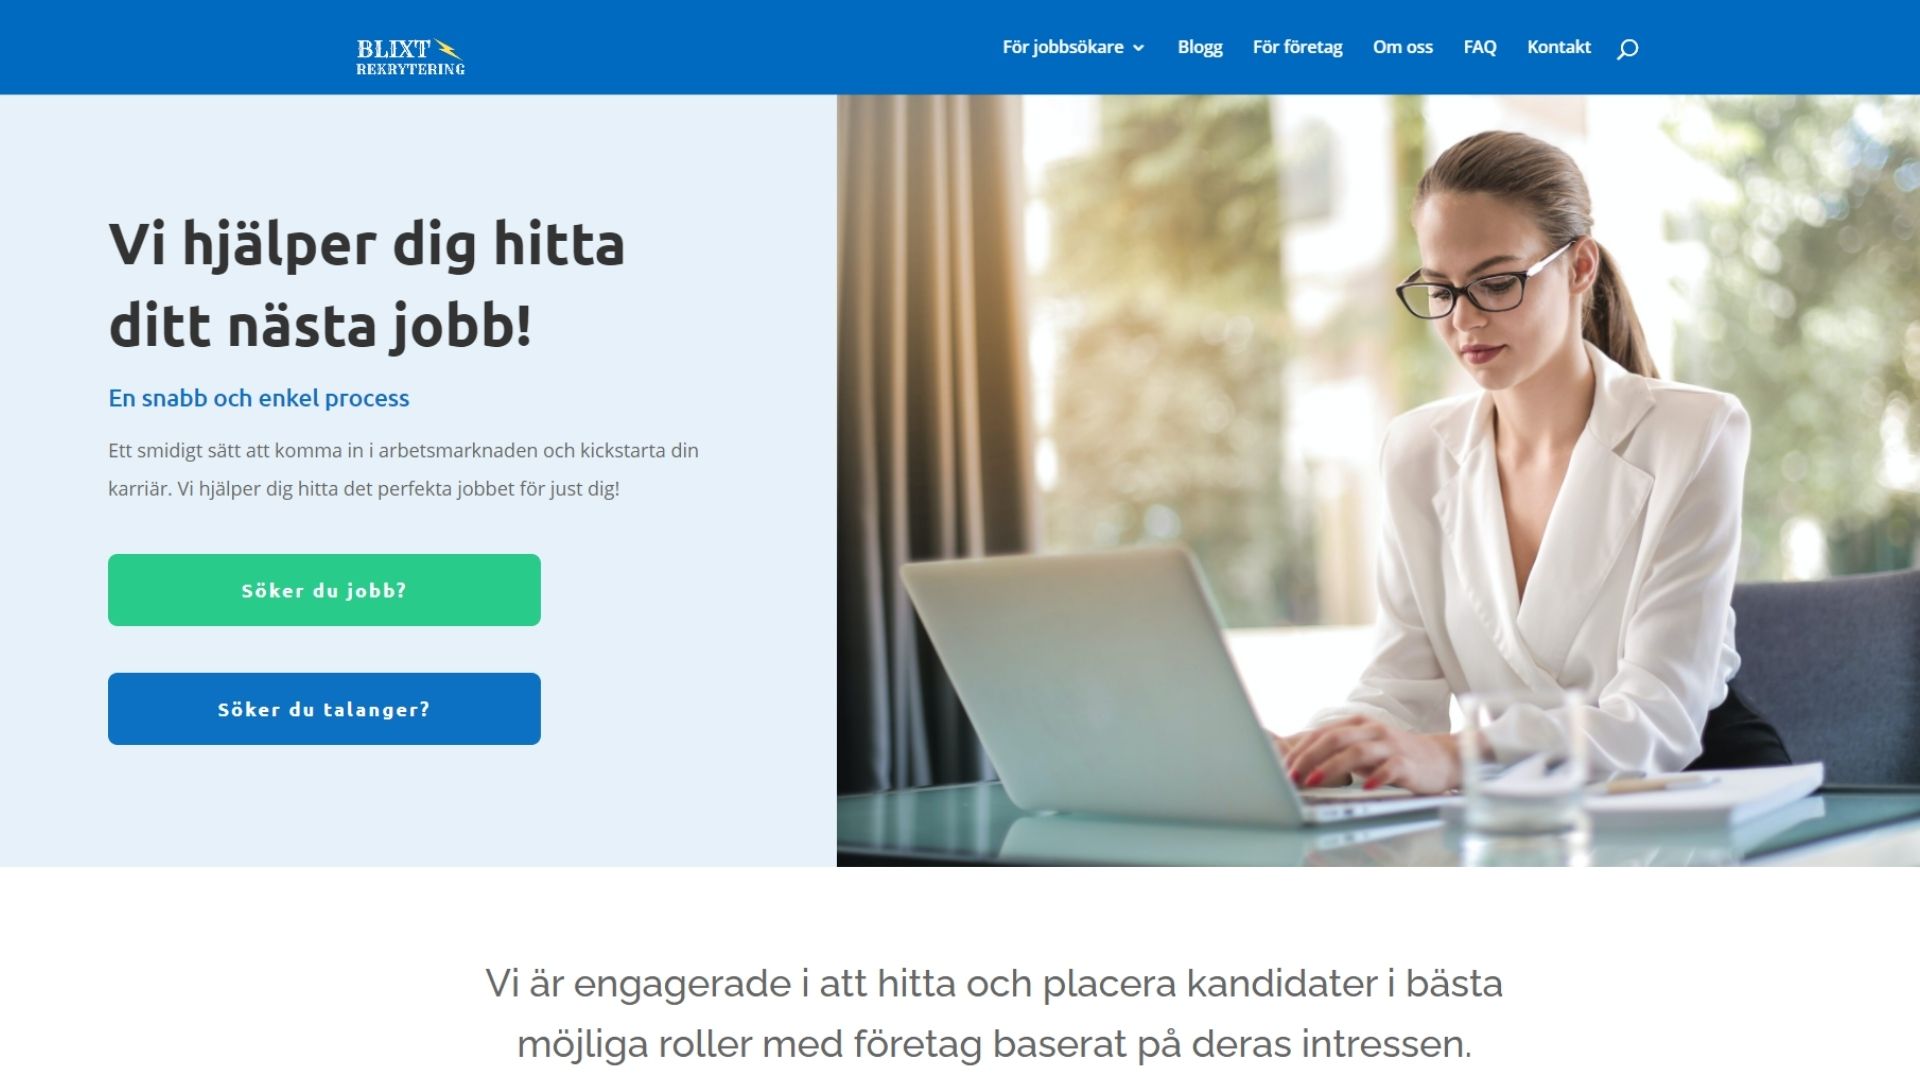 BLIXT
REKRYTERING
För jobbsökare
Blogg
För företag
Om oss
FAQ
Kontakt
Vi hjälper dig hitta
ditt nästa jobb!
En snabb och enkel process
Ett smidigt sätt att komma in i arbetsmarknaden och kickstarta din
karriär. Vi hjälper dig hitta det perfekta jobbet för just dig!
Söker du jobb?
Söker du talanger?
Vi är engagerade i att hitta och placera kandidater i bästa
möjliga roller med företag baserat på deras intressen.